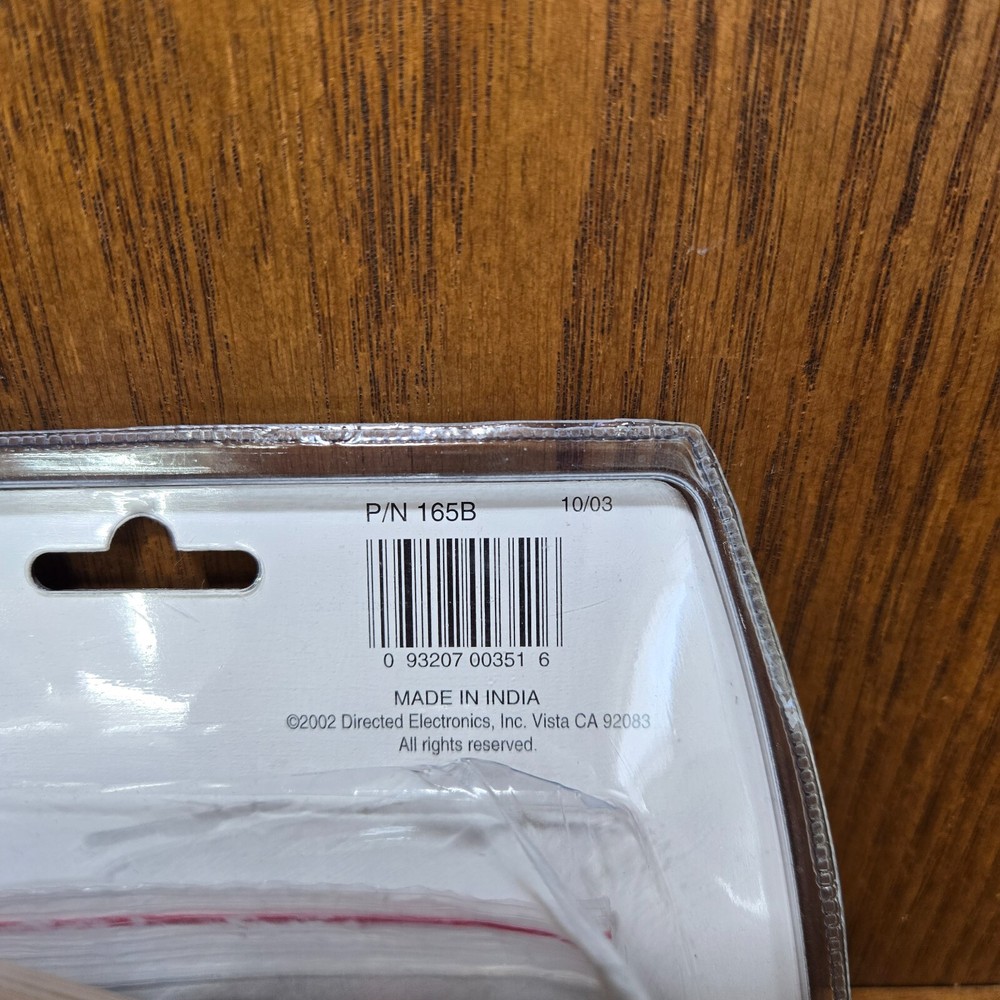 P/N 165B 10/03
0 93207 00351 6
MADE IN INDIA
©2002 Directed Electronics, Inc. Vista CA 92083
All rights reserved.